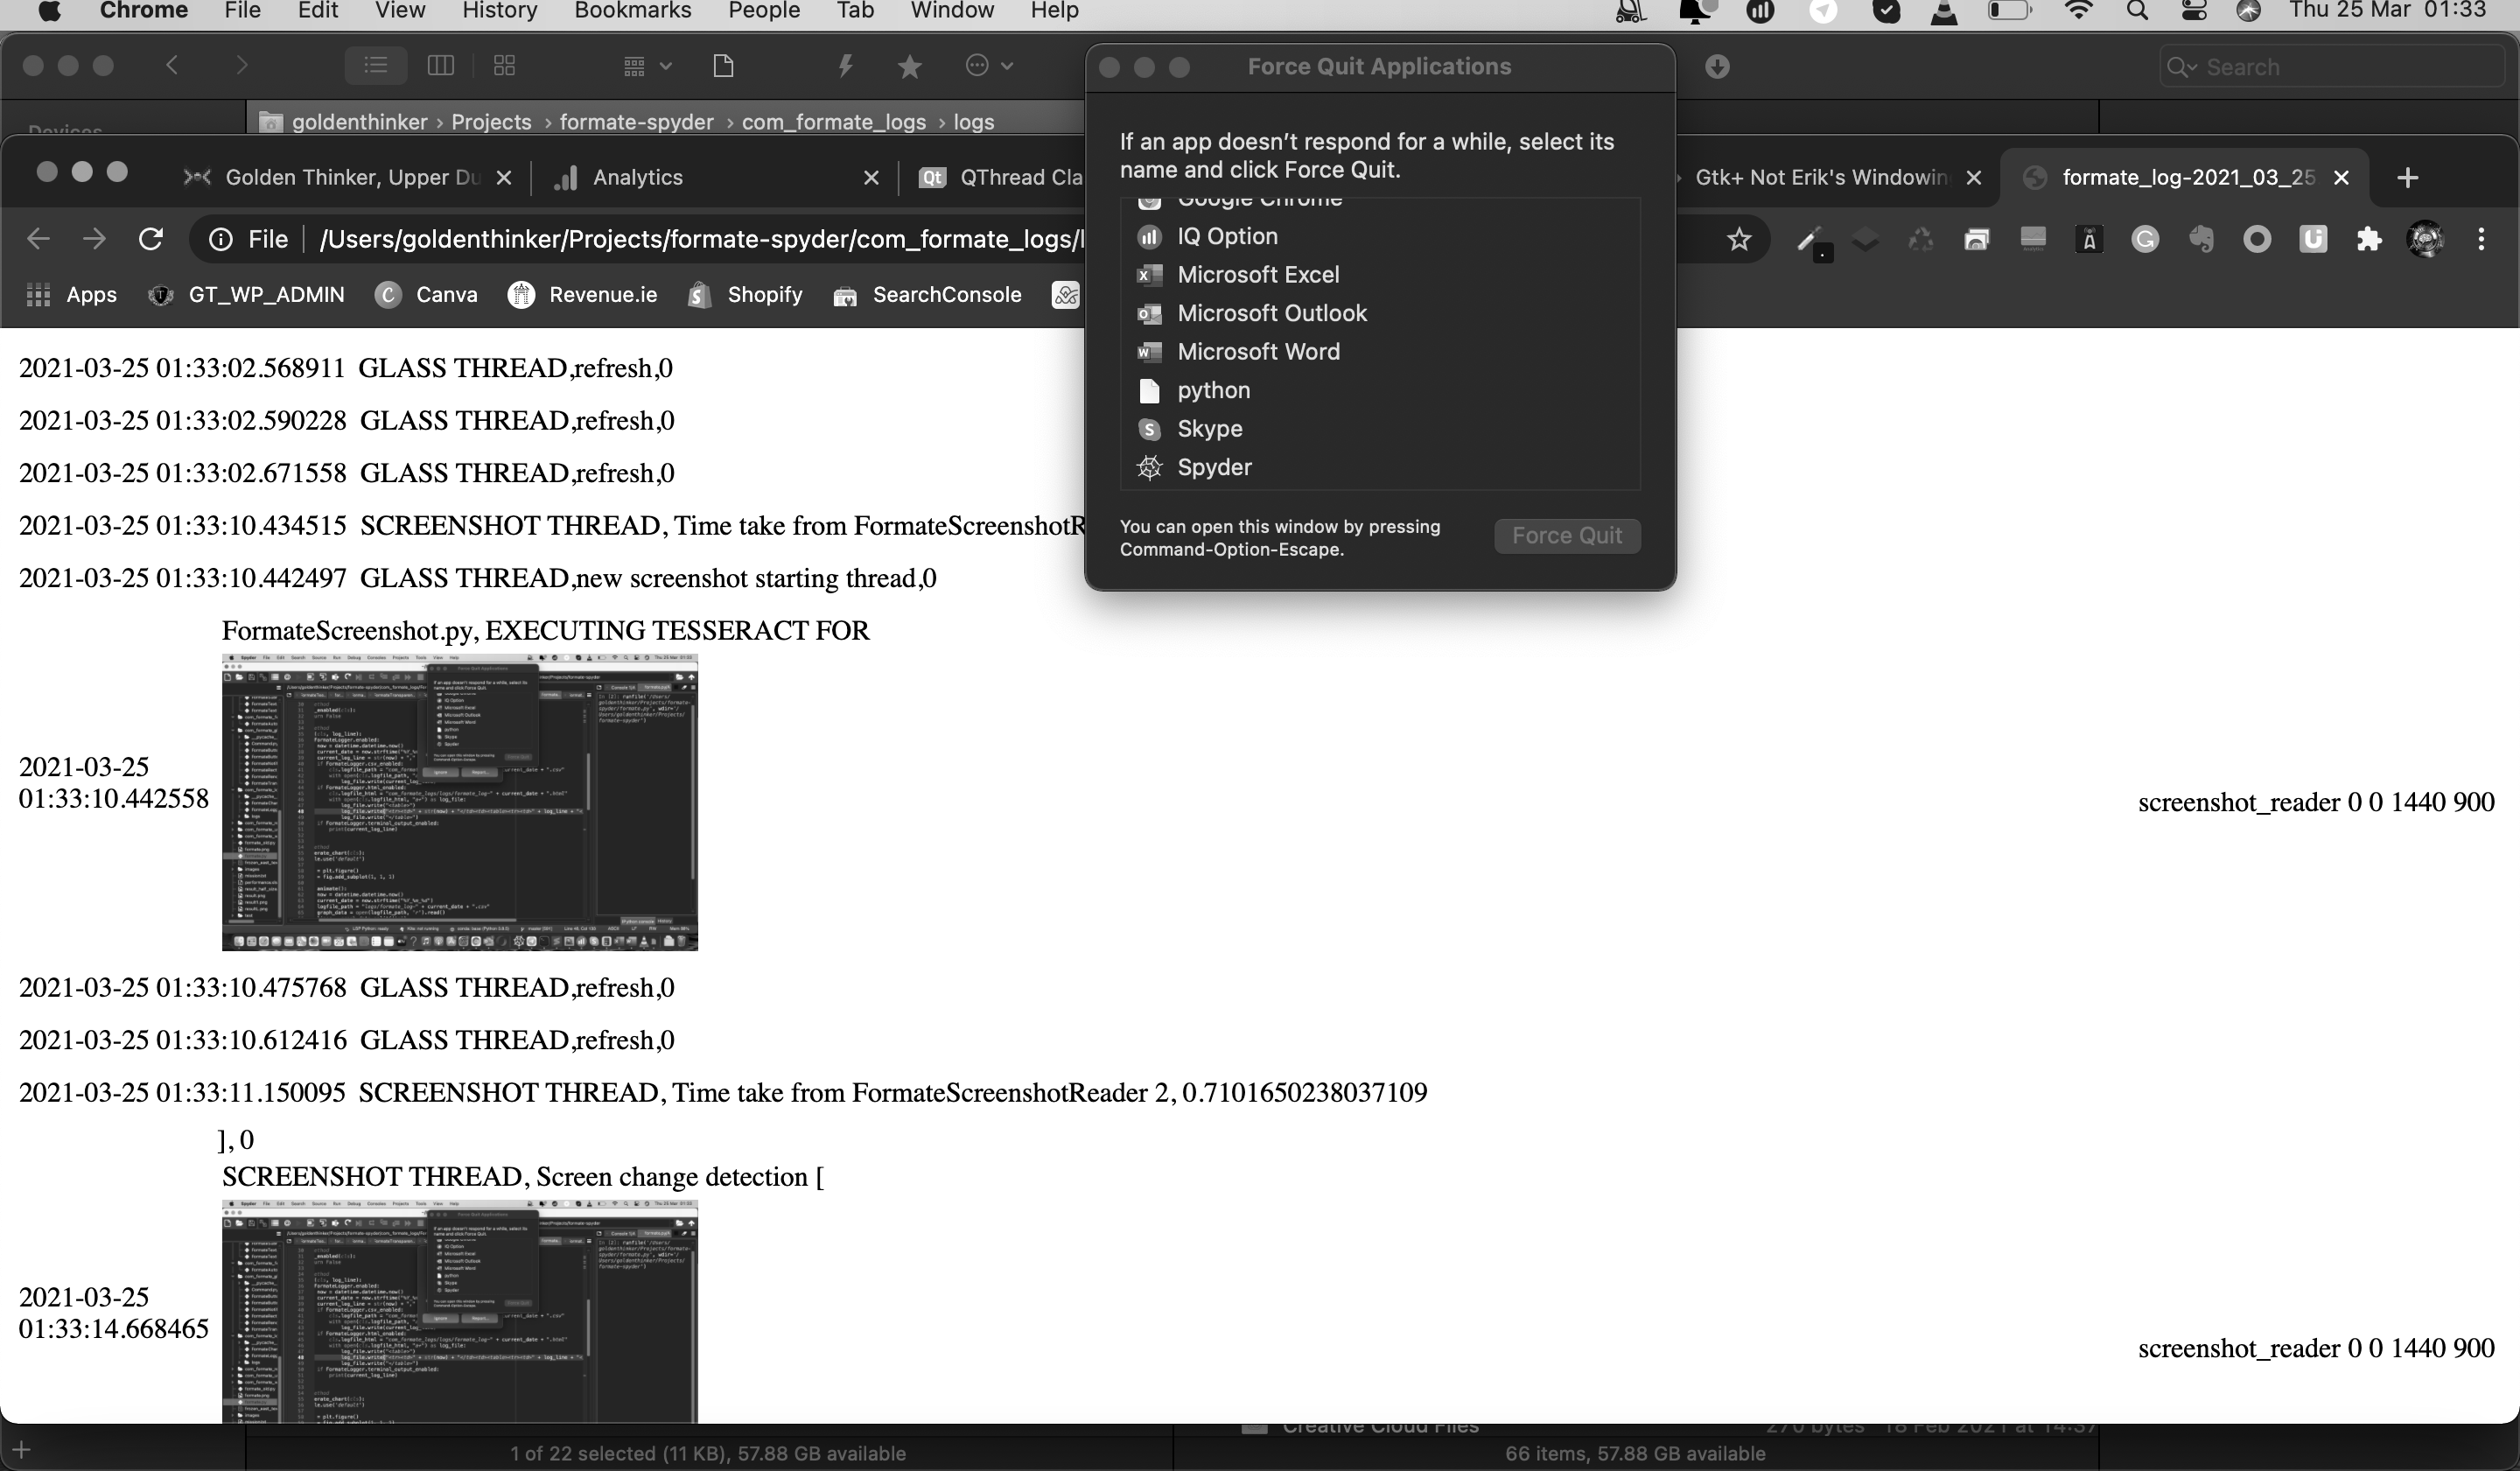 Chrome File Edit View History Bookmarks People Tab Window Help Thu 25 Mar 01:33
Search
Devices
goldenthinker › Projects › formate-spyder › com_formate_logs › logs
Golden Thinker, Upper Du Analytics QThread Cla Gtk+ Not Erik's Windowin formate_log-2021_03_25
File /Users/goldenthinker/Projects/formate-spyder/com_formate_logs/l
Apps GT_WP_ADMIN Canva Revenue.ie Shopify SearchConsole
Force Quit Applications
If an app doesn’t respond for a while, select its
name and click Force Quit.
Google Chrome
IQ Option
Microsoft Excel
Microsoft Outlook
Microsoft Word
python
Skype
Spyder
You can open this window by pressing
Command-Option-Escape.
Force Quit
2021-03-25 01:33:02.568911 GLASS THREAD,refresh,0
2021-03-25 01:33:02.590228 GLASS THREAD,refresh,0
2021-03-25 01:33:02.671558 GLASS THREAD,refresh,0
2021-03-25 01:33:10.434515 SCREENSHOT THREAD, Time take from FormateScreenshotR
2021-03-25 01:33:10.442497 GLASS THREAD,new screenshot starting thread,0
FormateScreenshot.py, EXECUTING TESSERACT FOR
2021-03-25
01:33:10.442558
screenshot_reader 0 0 1440 900
2021-03-25 01:33:10.475768 GLASS THREAD,refresh,0
2021-03-25 01:33:10.612416 GLASS THREAD,refresh,0
2021-03-25 01:33:11.150095 SCREENSHOT THREAD, Time take from FormateScreenshotReader 2, 0.7101650238037109
], 0
SCREENSHOT THREAD, Screen change detection [
2021-03-25
01:33:14.668465
screenshot_reader 0 0 1440 900
Creative Cloud Files 270 bytes 18 Feb 2021 at 14:37
1 of 22 selected (11 KB), 57.88 GB available
66 items, 57.88 GB available